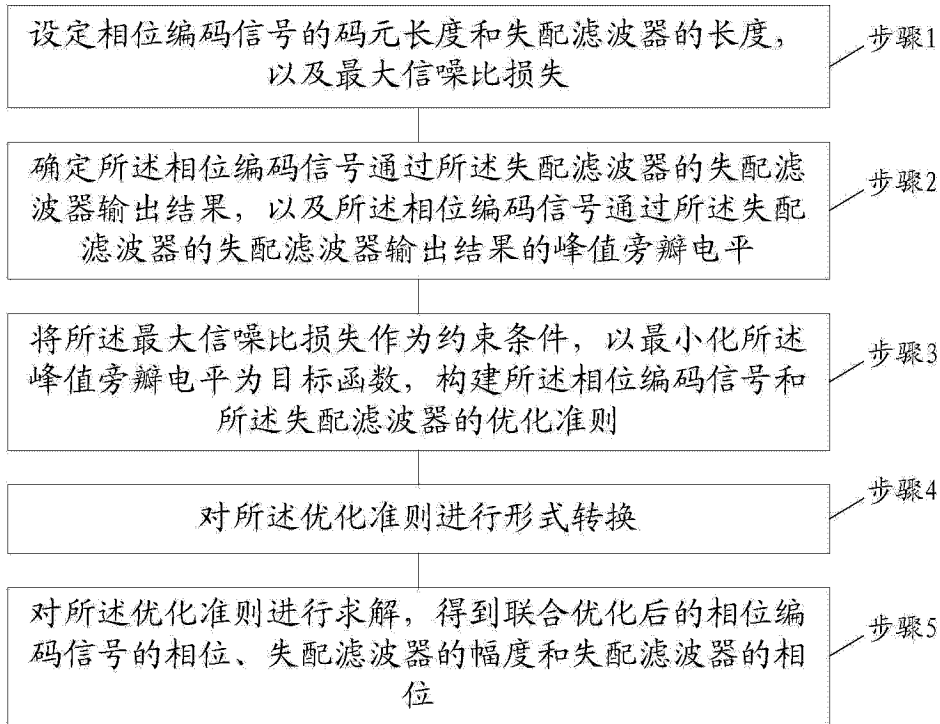 设定相位编码信号的码元长度和失配滤波器的长度，
以及最大信噪比损失
步骤1
确定所述相位编码信号通过所述失配滤波器的失配滤
波器输出结果，以及所述相位编码信号通过所述失配
滤波器的失配滤波器输出结果的峰值旁瓣电平
步骤2
将所述最大信噪比损失作为约束条件，以最小化所述
峰值旁瓣电平为目标函数，构建所述相位编码信号和
所述失配滤波器的优化准则
步骤3
对所述优化准则进行形式转换
步骤4
对所述优化准则进行求解，得到联合优化后的相位编
码信号的相位、失配滤波器的幅度和失配滤波器的相
位
步骤5